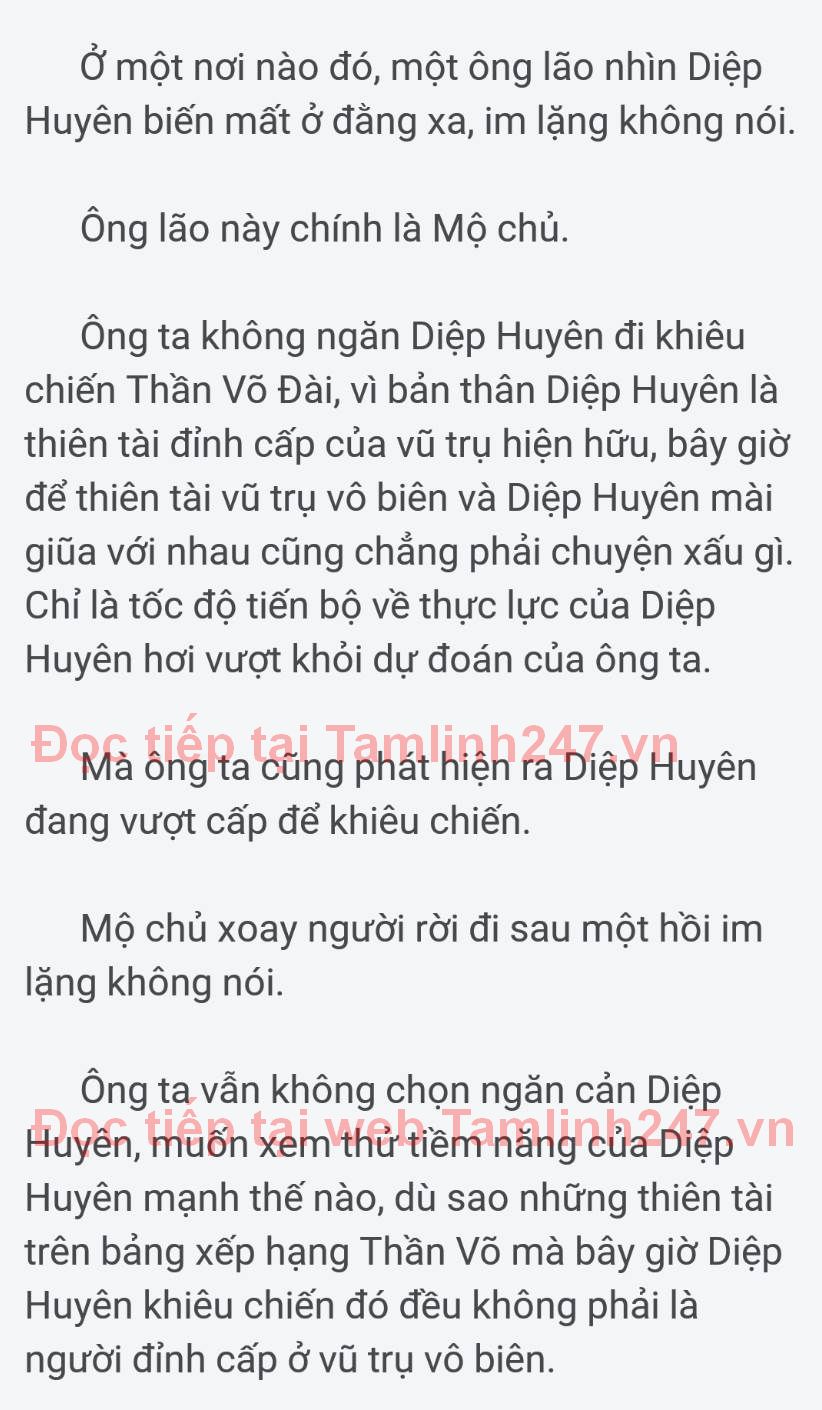 Ở một nơi nào đó, một ông lão nhìn Diệp
Huyên biến mất ở đằng xa, im lặng không nói.
Ông lão này chính là Mộ chủ.
Ông ta không ngăn Diệp Huyên đi khiêu
chiến Thần Võ Đài, vì bản thân Diệp Huyên là
thiên tài đỉnh cấp của vũ trụ hiện hữu, bây giờ
để thiên tài vũ trụ vô biên và Diệp Huyên mài
giũa với nhau cũng chẳng phải chuyện xấu gì.
Chỉ là tốc độ tiến bộ về thực lực của Diệp
Huyên hơi vượt khỏi dự đoán của ông ta.
Đọc tiếp tại Tamlinh247.vn
Mà ông ta cũng phát hiện ra Diệp Huyên
đang vượt cấp để khiêu chiến.
Mộ chủ xoay người rời đi sau một hồi im
lặng không nói.
Ông ta vẫn không chọn ngăn cản Diệp
Đọc tiếp tại web Tamlinh247.vn
Huyên, muốn xem thử tiềm năng của Diệp
Huyên mạnh thế nào, dù sao những thiên tài
trên bảng xếp hạng Thần Võ mà bây giờ Diệp
Huyên khiêu chiến đó đều không phải là
người đỉnh cấp ở vũ trụ vô biên.